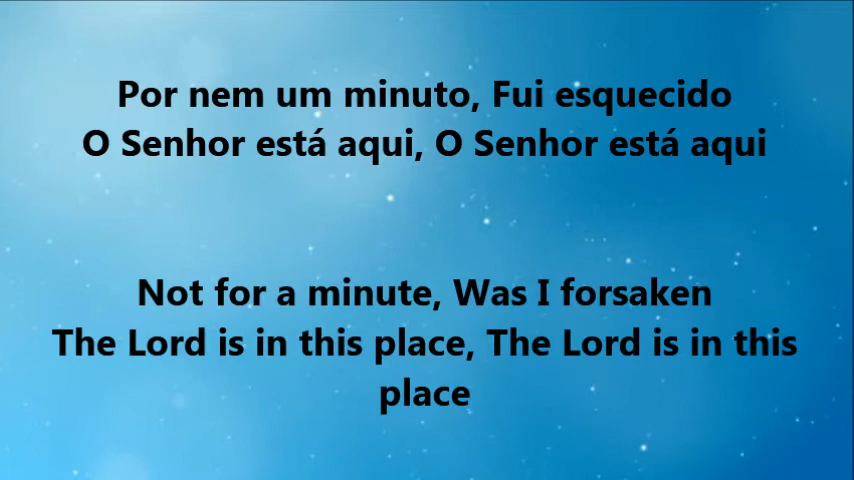 Por nem um minuto, Fui esquecido
O Senhor está aqui, O Senhor está aqui
Not for a minute, Was I forsaken
The Lord is in this place, The Lord is in this
place